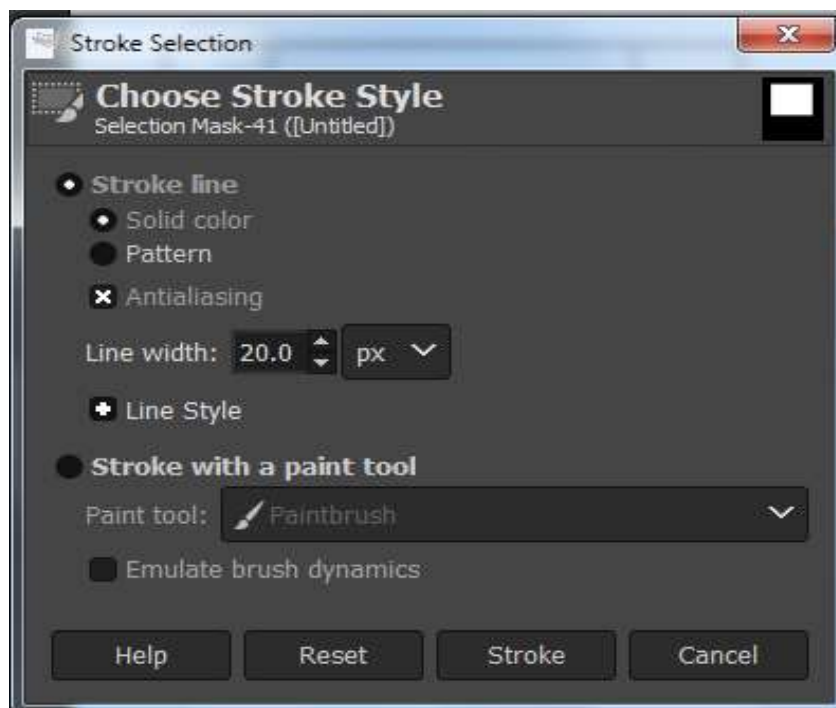 Stroke Selection
Choose Stroke Style
Selection Mask-41 ([Untitled])
Stroke line
Solid color
Pattern
Antialiasing
Line width: 20.0 px
Line Style
Stroke with a paint tool
Paint tool: Paintbrush
Emulate brush dynamics
Help Reset Stroke Cancel